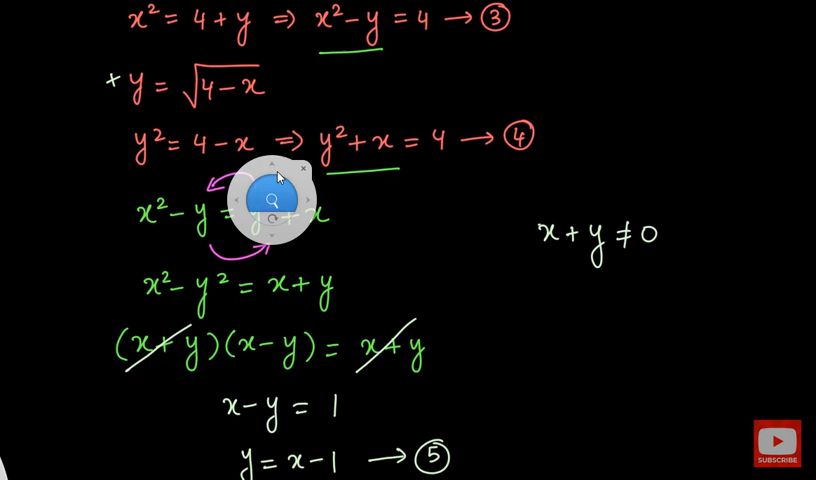 x² = 4 + y ⇒ x² - y = 4 → ③
+ y = √(4 - x)
y² = 4 - x ⇒ y² + x = 4 → ④
x² - y = y + x
x + y ≠ 0
x² - y² = x + y
(x + y)(x - y) = x + y
x - y = 1
y = x - 1 → ⑤
SUBSCRIBE